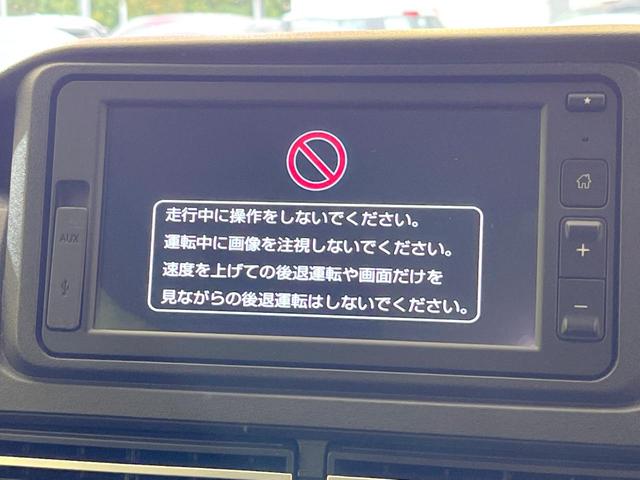 走行中に操作をしないでください。
運転中に画像を注視しないでください。
速度を上げての後退運転や画面だけを
見ながらの後退運転はしないでください。
AUX